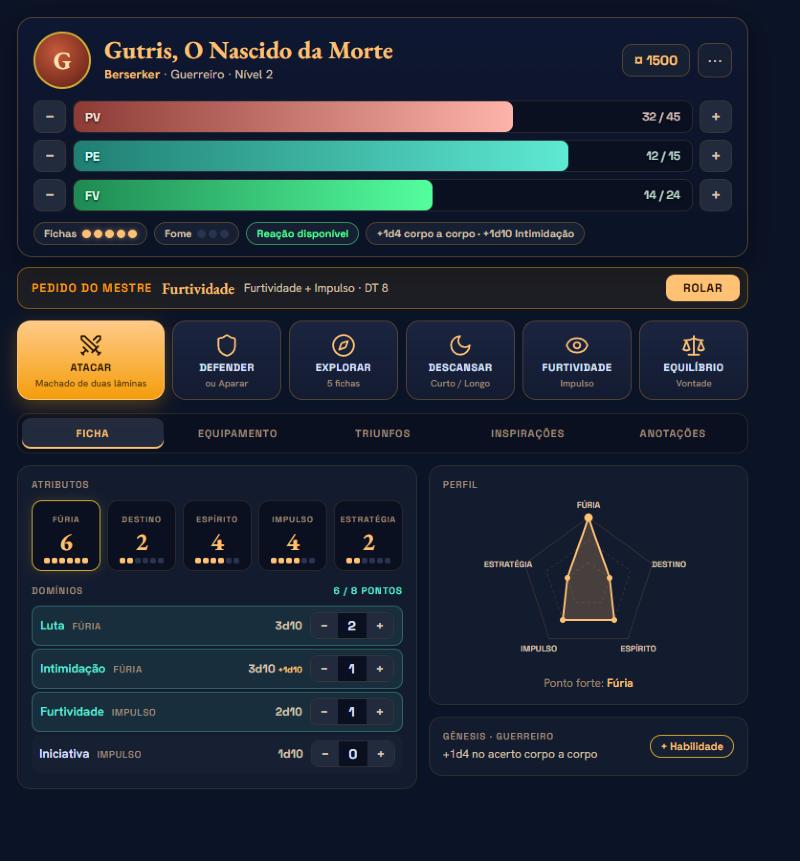 G
Gutris, O Nascido da Morte
Berserker · Guerreiro · Nível 2
¤ 1500
···
− PV 32 / 45 +
− PE 12 / 15 +
− FV 14 / 24 +
Fichas
Fome
Reação disponível
+1d4 corpo a corpo · +1d10 Intimidação
PEDIDO DO MESTRE Furtividade Furtividade + Impulso · DT 8 ROLAR
ATACAR
Machado de duas lâminas
DEFENDER
ou Aparar
EXPLORAR
5 fichas
DESCANSAR
Curto / Longo
FURTIVIDADE
Impulso
EQUILÍBRIO
Vontade
FICHA EQUIPAMENTO TRIUNFOS INSPIRAÇÕES ANOTAÇÕES
ATRIBUTOS
FÚRIA
6
DESTINO
2
ESPÍRITO
4
IMPULSO
4
ESTRATÉGIA
2
DOMÍNIOS 6 / 8 PONTOS
Luta FÚRIA 3d10 − 2 +
Intimidação FÚRIA 3d10 +1d10 − 1 +
Furtividade IMPULSO 2d10 − 1 +
Iniciativa IMPULSO 1d10 − 0 +
PERFIL
FÚRIA
ESTRATÉGIA DESTINO
IMPULSO ESPÍRITO
Ponto forte: Fúria
GÊNESIS · GUERREIRO
+1d4 no acerto corpo a corpo
+ Habilidade